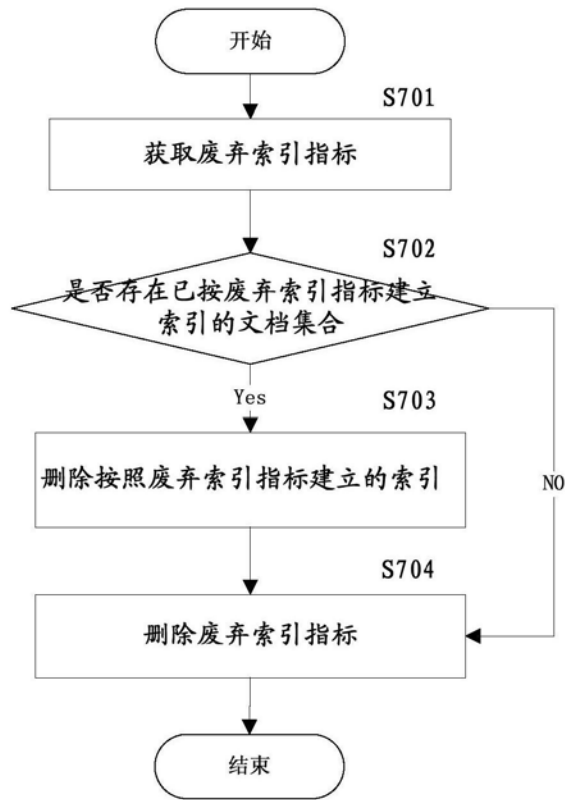 开始
S701
获取废弃索引指标
S702
是否存在已按废弃索引指标建立
索引的文档集合
Yes
S703
删除按照废弃索引指标建立的索引
NO
S704
删除废弃索引指标
结束